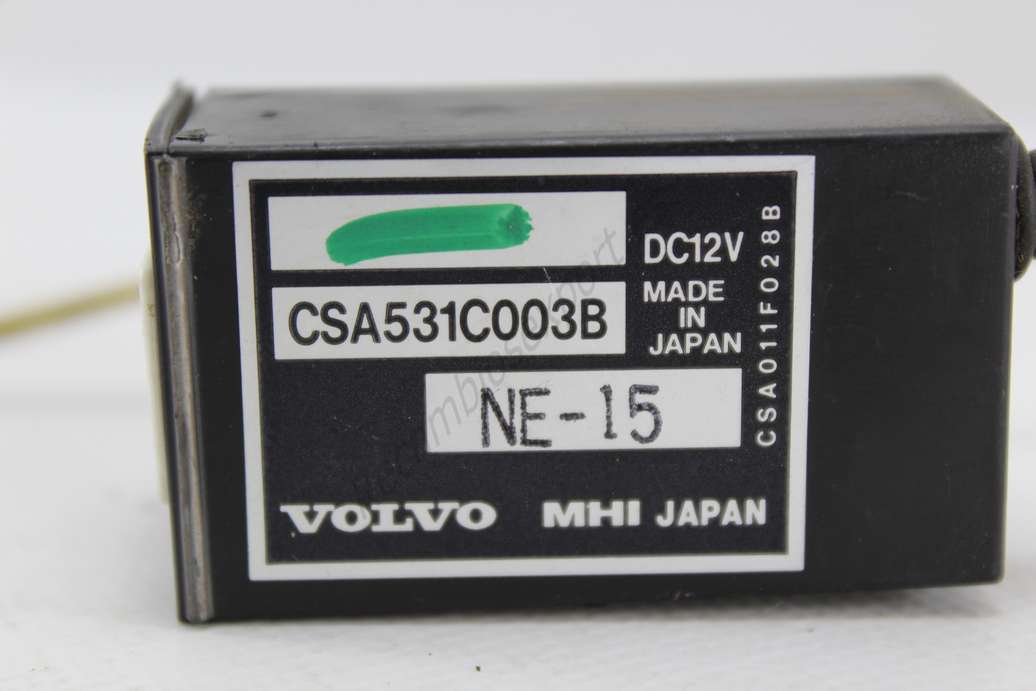 DC12V
CSA531C003B
MADE
IN
JAPAN
NE-15
VOLVO MHI JAPAN
CSA011F028B